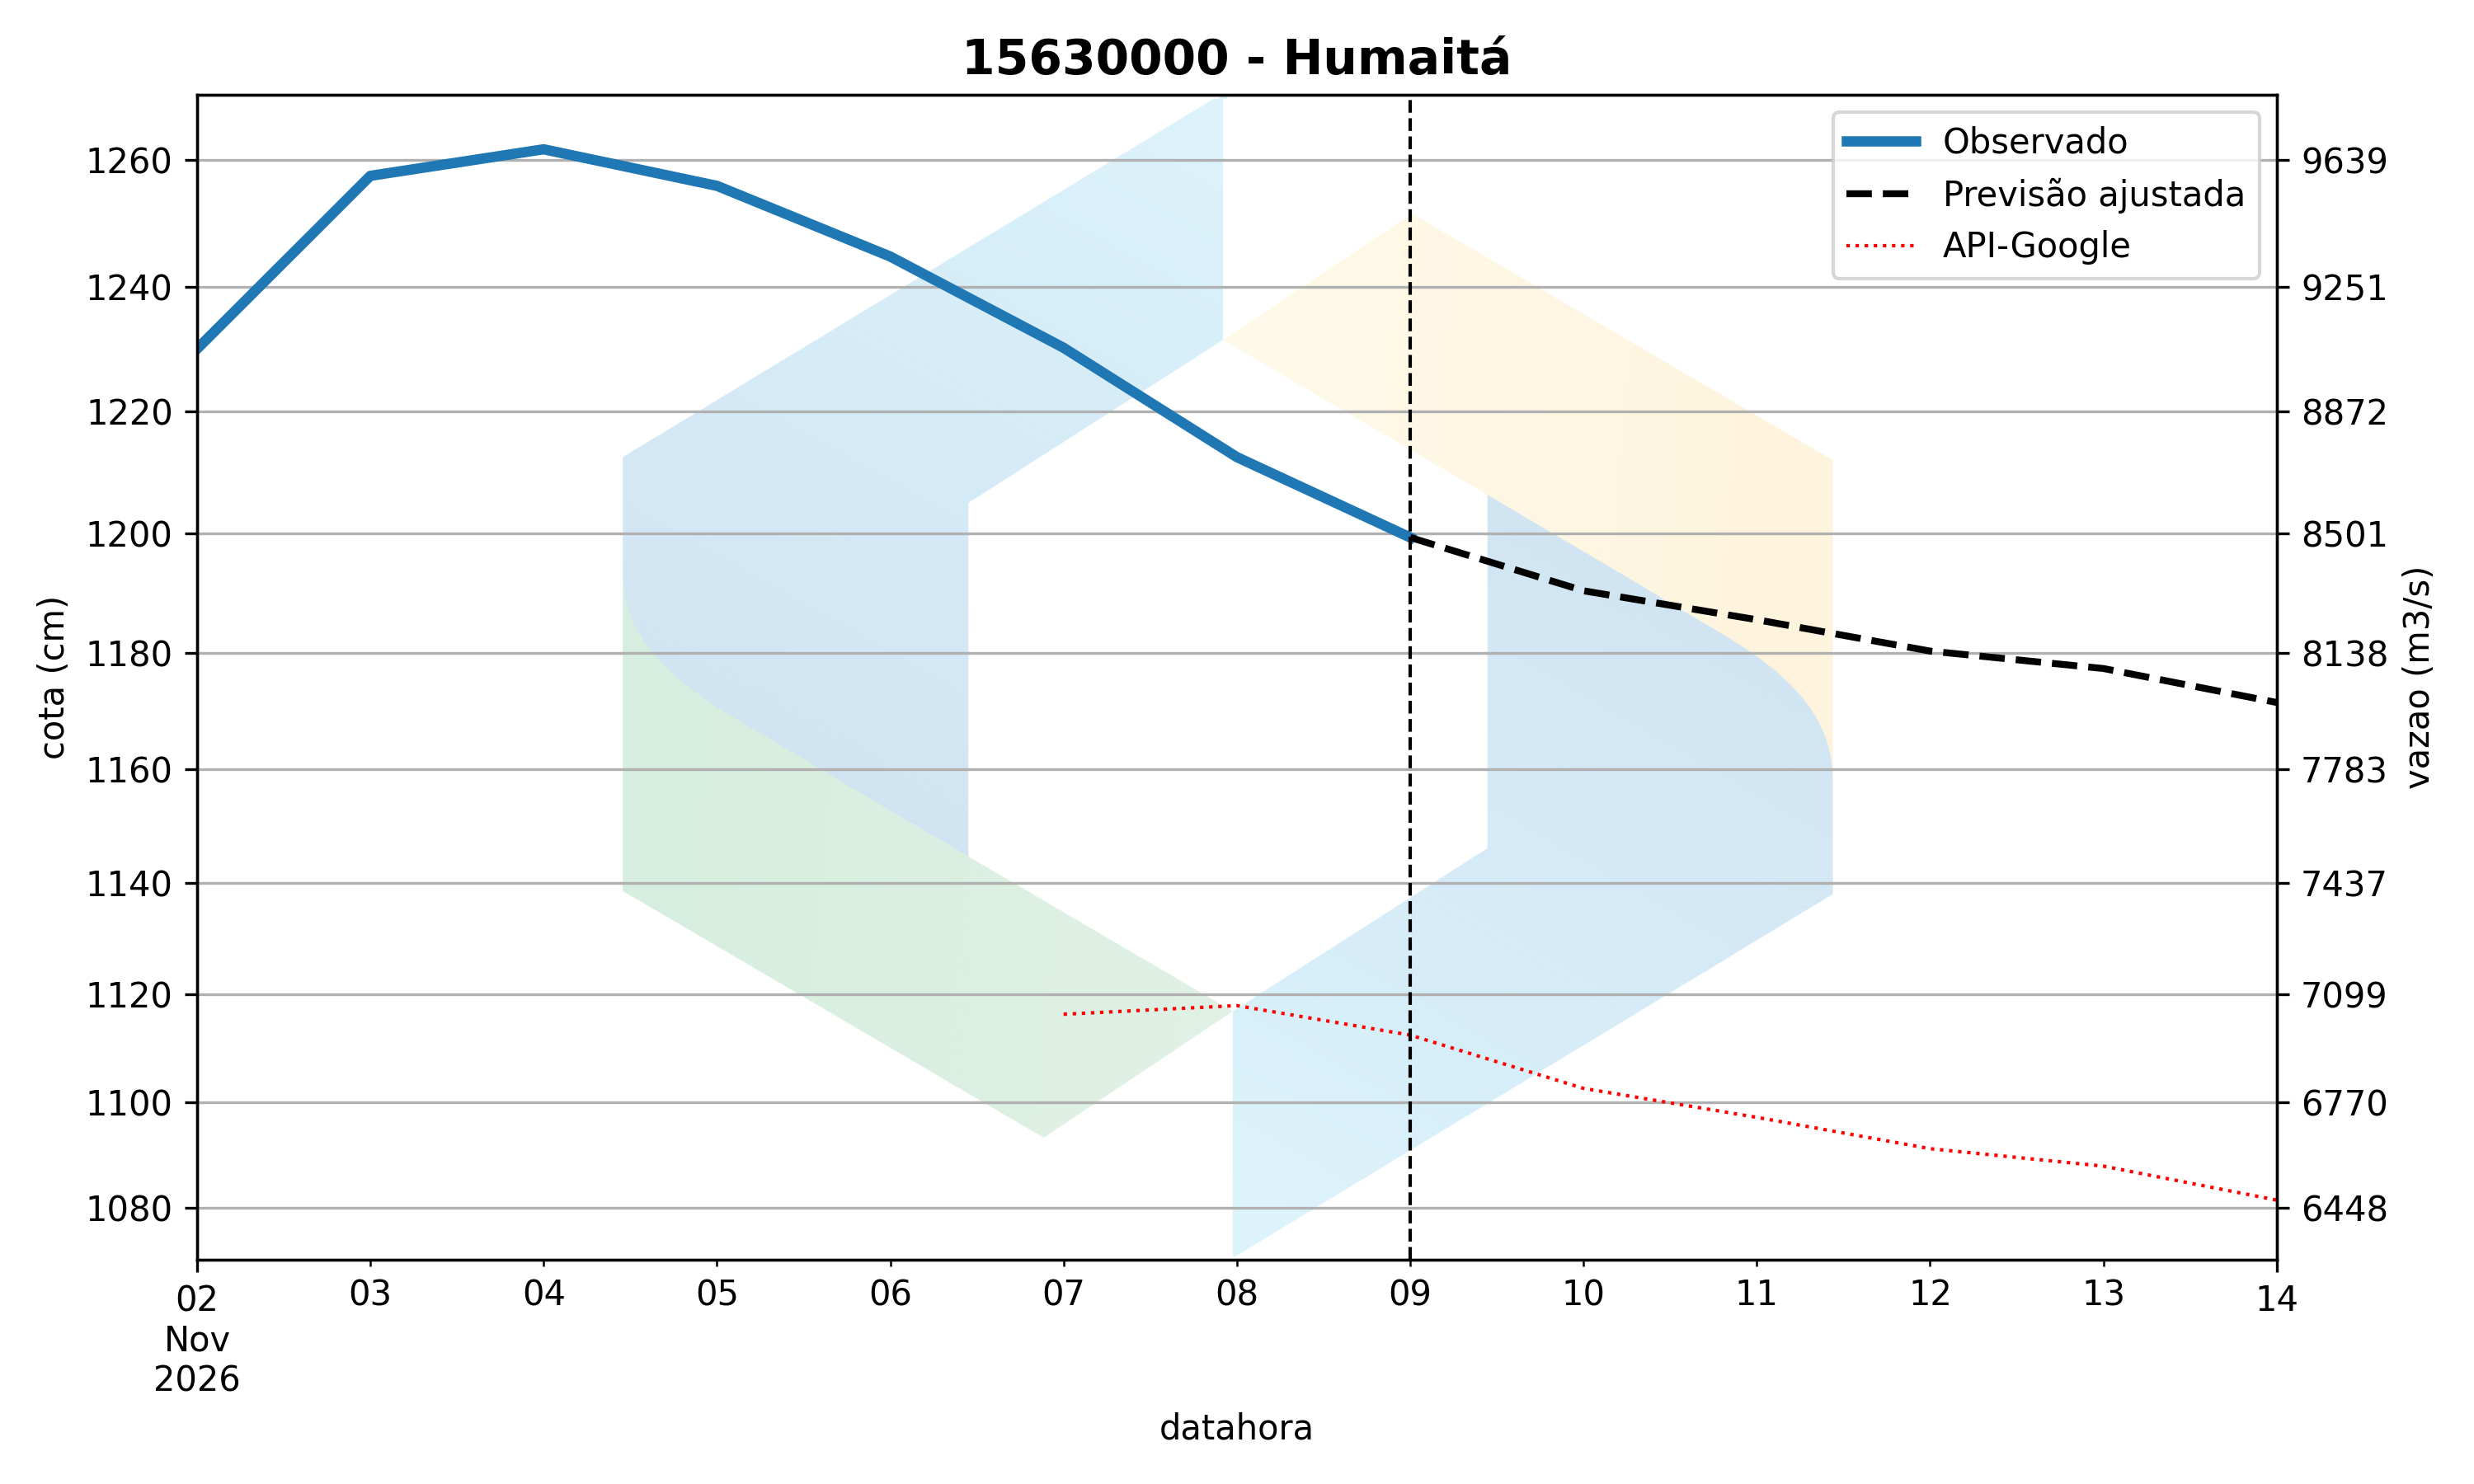 15630000 - Humaitá
Observado
Previsão ajustada
API-Google
cota (cm)
1260
1240
1220
1200
1180
1160
1140
1120
1100
1080
9639
9251
8872
8501
8138
7783
7437
7099
6770
6448
vazao (m3/s)
02 03 04 05 06 07 08 09 10 11 12 13 14
Nov
2026
datahora